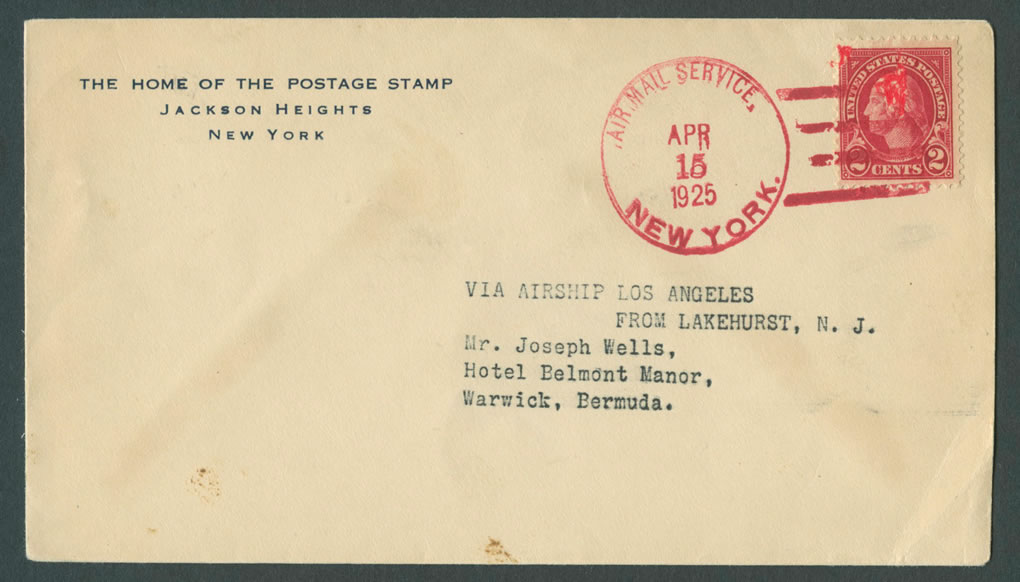 THE HOME OF THE POSTAGE STAMP
JACKSON HEIGHTS
NEW YORK
AIR MAIL SERVICE,
APR
15
1925
NEW YORK.
UNITED STATES POSTAGE
2 CENTS 2
VIA AIRSHIP LOS ANGELES
FROM LAKEHURST, N. J.
Mr. Joseph Wells,
Hotel Belmont Manor,
Warwick, Bermuda.